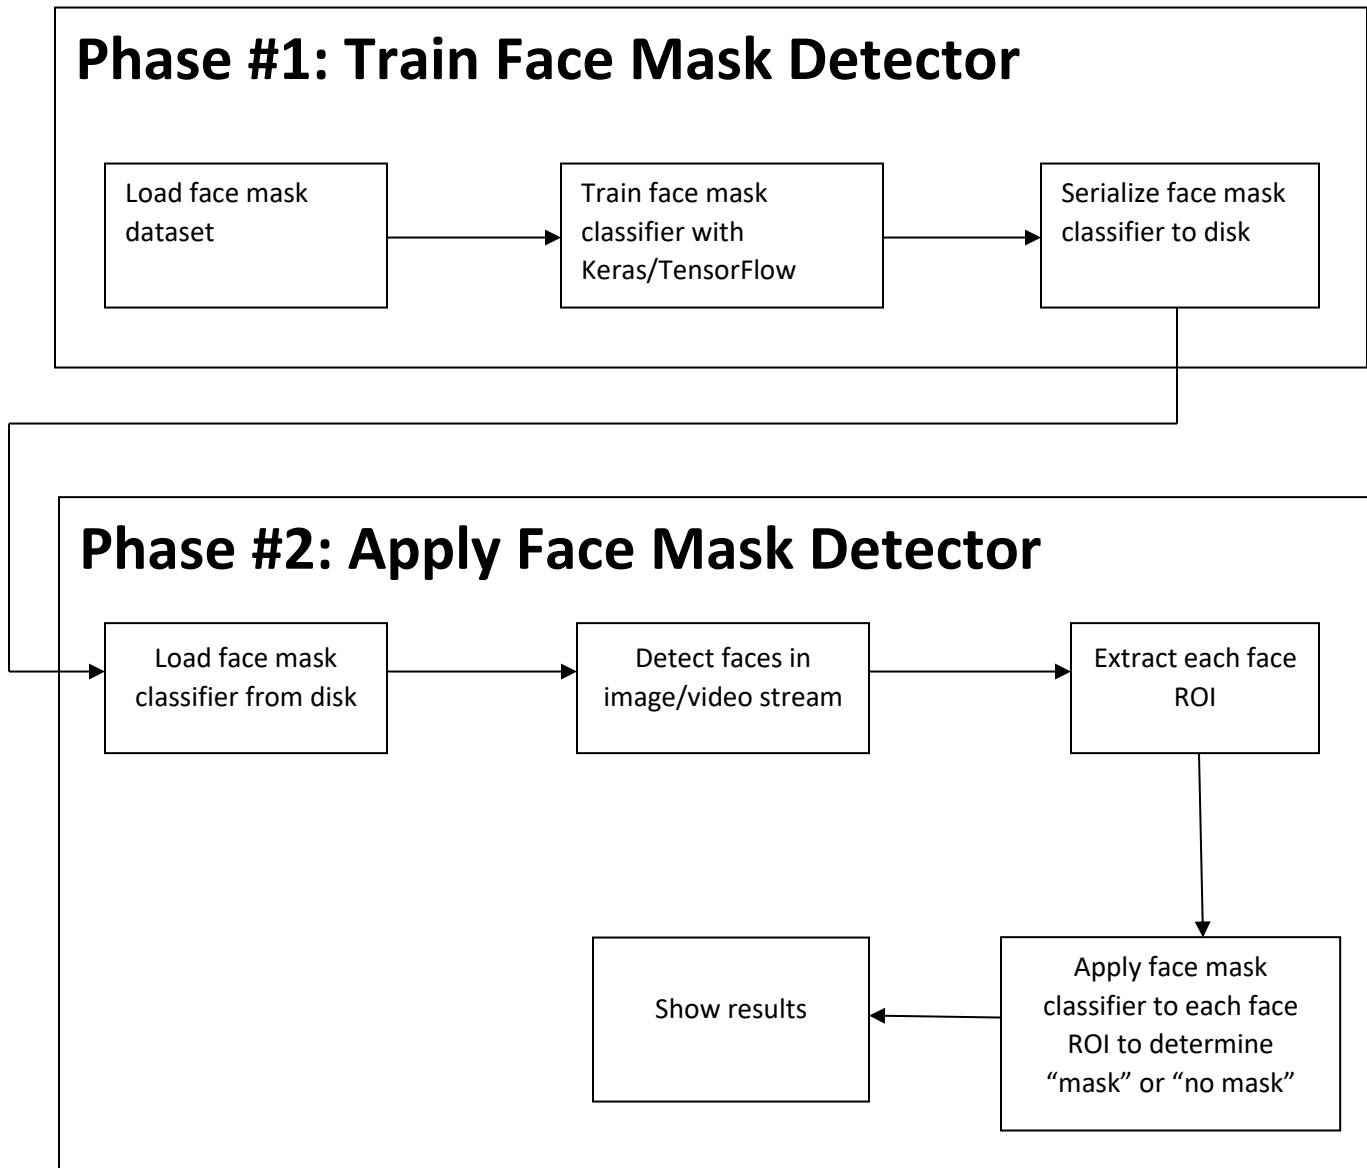 Phase #1: Train Face Mask Detector
Load face mask
dataset
Train face mask
classifier with
Keras/TensorFlow
Serialize face mask
classifier to disk
Phase #2: Apply Face Mask Detector
Load face mask
classifier from disk
Detect faces in
image/video stream
Extract each face
ROI
Apply face mask
classifier to each face
ROI to determine
“mask” or “no mask”
Show results